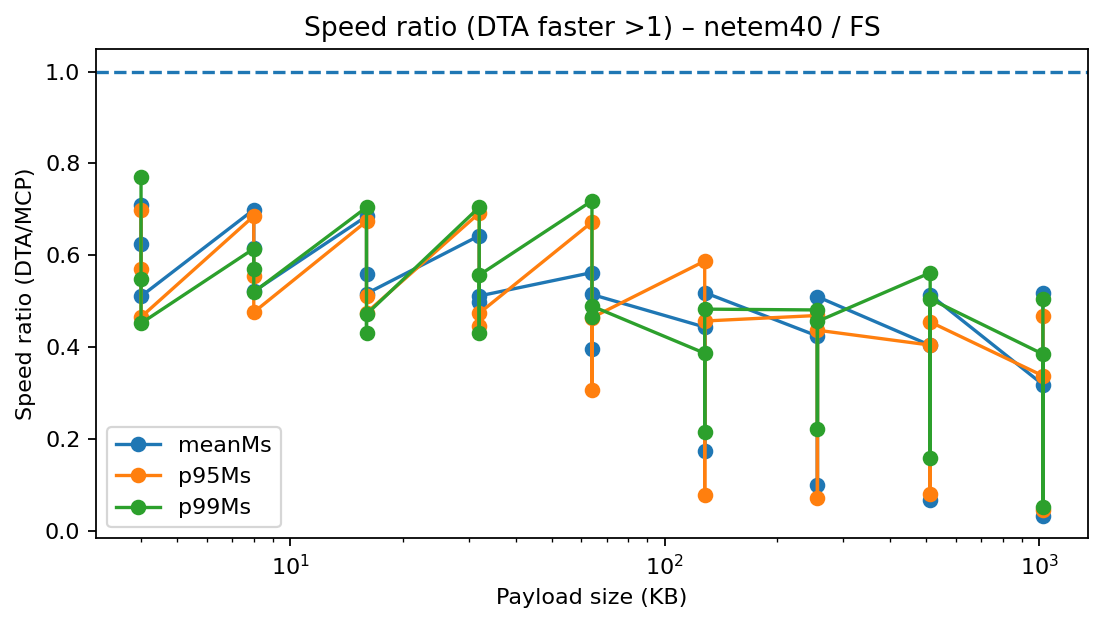 Speed ratio (DTA faster >1) – netem40 / FS
Speed ratio (DTA/MCP)
1.0
0.8
0.6
0.4
0.2
0.0
meanMs
p95Ms
p99Ms
10¹
10²
10³
Payload size (KB)